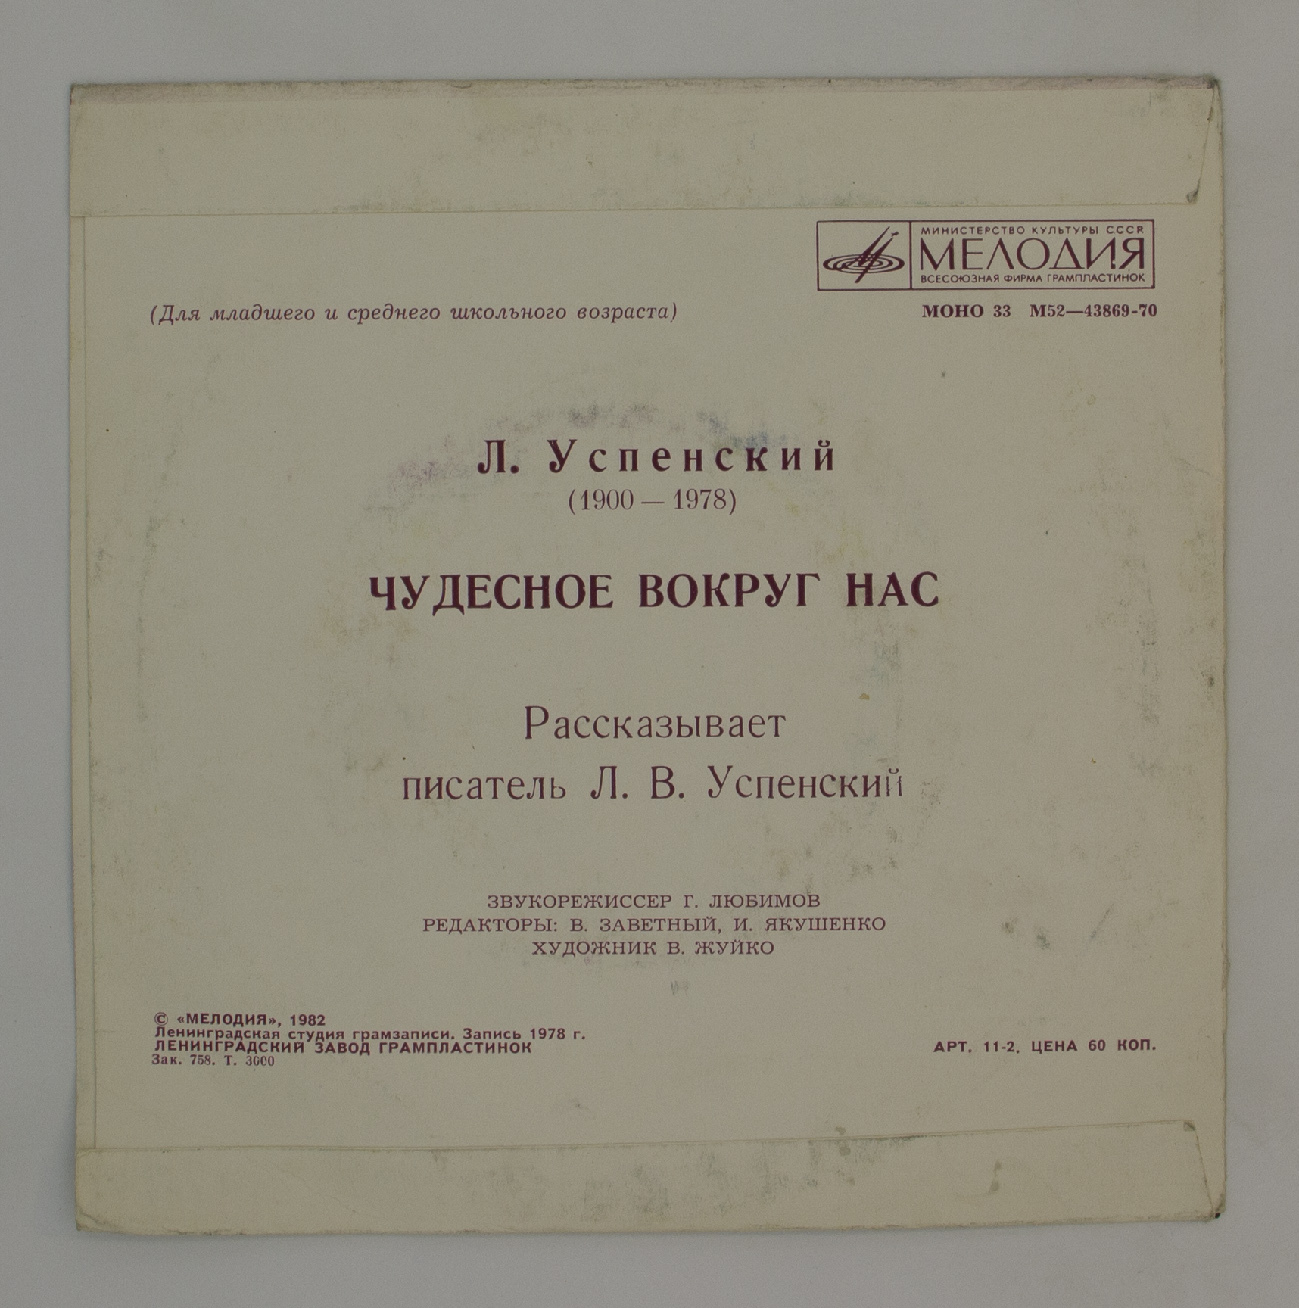 МИНИСТЕРСТВО КУЛЬТУРЫ СССР
МЕЛОДИЯ
ВСЕСОЮЗНАЯ ФИРМА ГРАМПЛАСТИНОК
(Для младшего и среднего школьного возраста)
МОНО 33 М52—43869-70
Л. Успенский
(1900 — 1978)
ЧУДЕСНОЕ ВОКРУГ НАС
Рассказывает
писатель Л. В. Успенский
ЗВУКОРЕЖИССЕР Г. ЛЮБИМОВ
РЕДАКТОРЫ: В. ЗАВЕТНЫЙ, И. ЯКУШЕНКО
ХУДОЖНИК В. ЖУЙКО
© «МЕЛОДИЯ», 1982
Ленинградская студия грамзаписи. Запись 1978 г.
ЛЕНИНГРАДСКИЙ ЗАВОД ГРАМПЛАСТИНОК
Зак. 758. Т. 3000
АРТ. 11-2. ЦЕНА 60 КОП.